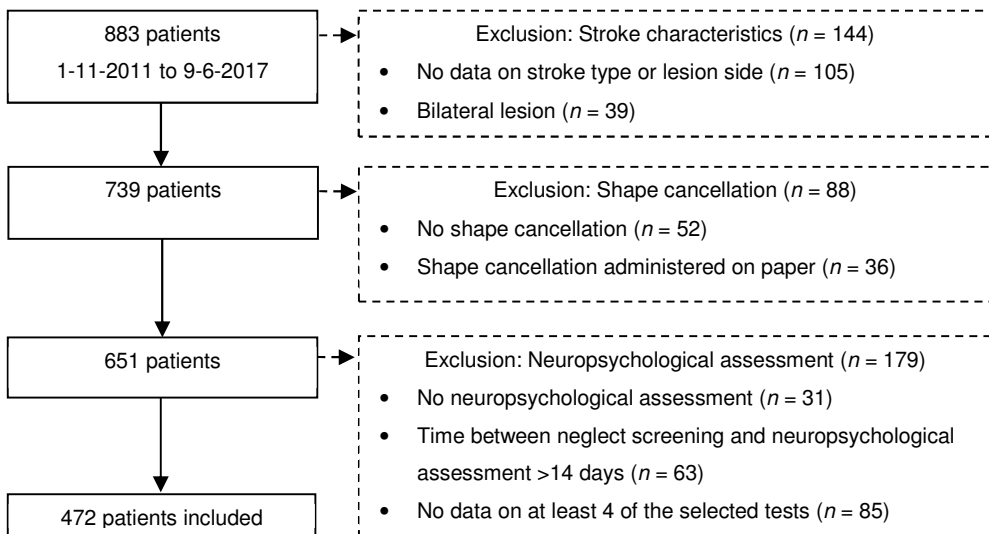 883 patients
1-11-2011 to 9-6-2017
Exclusion: Stroke characteristics (n = 144)
• No data on stroke type or lesion side (n = 105)
• Bilateral lesion (n = 39)
739 patients
Exclusion: Shape cancellation (n = 88)
• No shape cancellation (n = 52)
• Shape cancellation administered on paper (n = 36)
651 patients
Exclusion: Neuropsychological assessment (n = 179)
• No neuropsychological assessment (n = 31)
• Time between neglect screening and neuropsychological
assessment >14 days (n = 63)
• No data on at least 4 of the selected tests (n = 85)
472 patients included